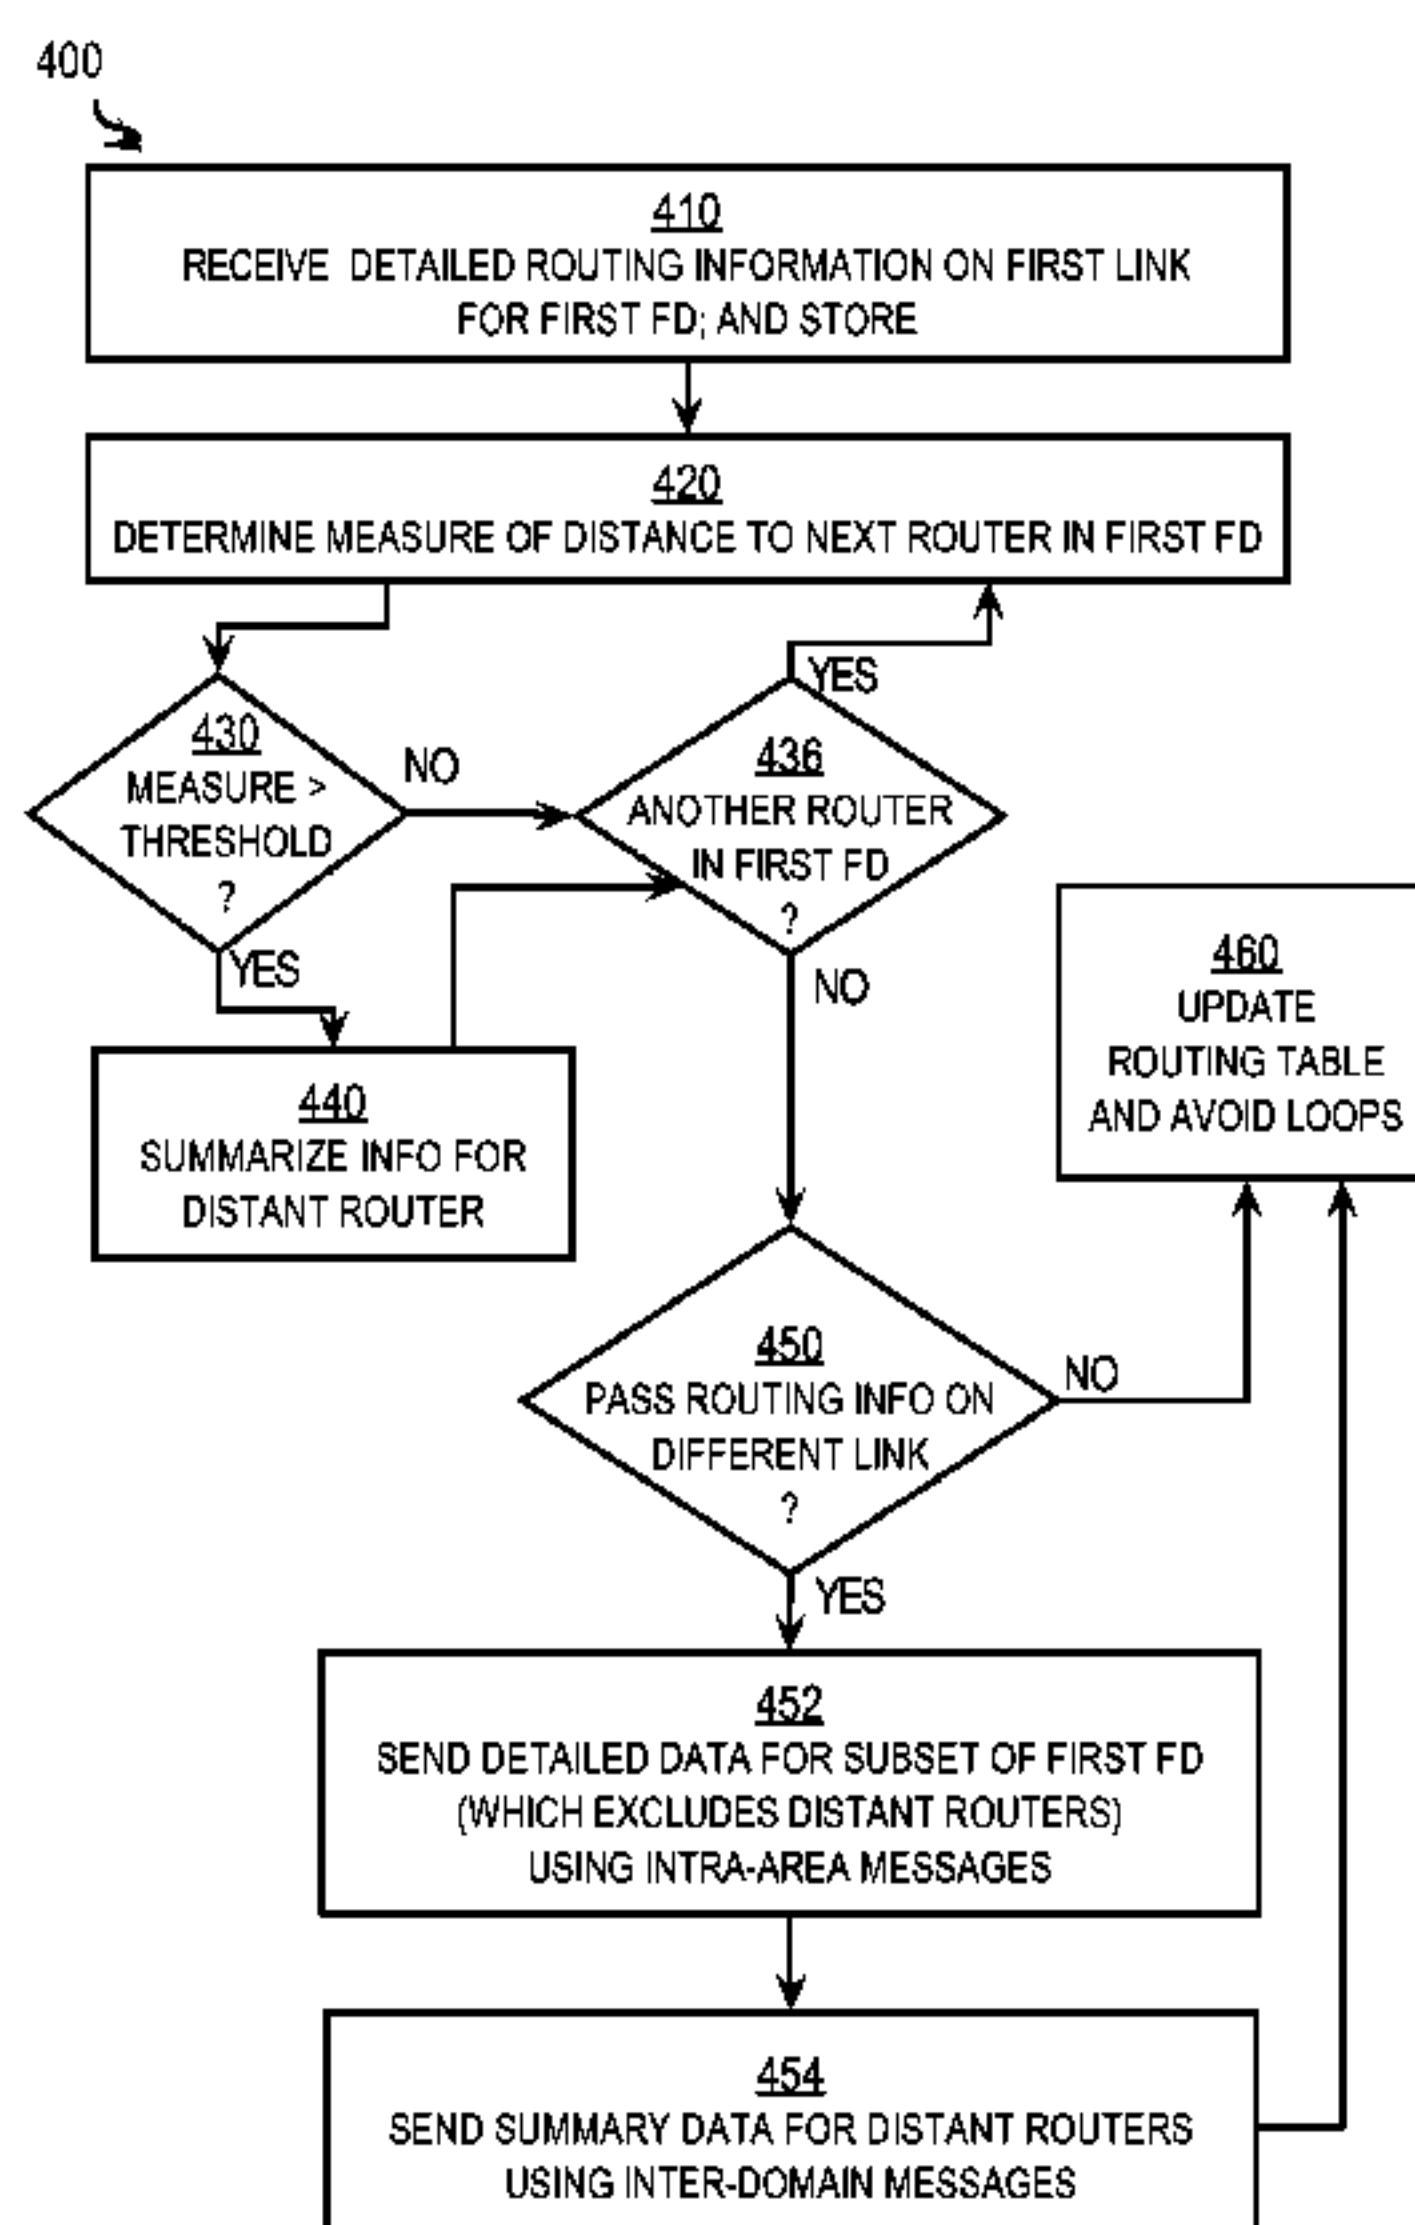 400
410
RECEIVE DETAILED ROUTING INFORMATION ON FIRST LINK
FOR FIRST FD; AND STORE
420
DETERMINE MEASURE OF DISTANCE TO NEXT ROUTER IN FIRST FD
430
MEASURE >
THRESHOLD
?
NO
YES
436
ANOTHER ROUTER
IN FIRST FD
?
YES
NO
440
SUMMARIZE INFO FOR
DISTANT ROUTER
460
UPDATE
ROUTING TABLE
AND AVOID LOOPS
450
PASS ROUTING INFO ON
DIFFERENT LINK
?
NO
YES
452
SEND DETAILED DATA FOR SUBSET OF FIRST FD
(WHICH EXCLUDES DISTANT ROUTERS)
USING INTRA-AREA MESSAGES
454
SEND SUMMARY DATA FOR DISTANT ROUTERS
USING INTER-DOMAIN MESSAGES